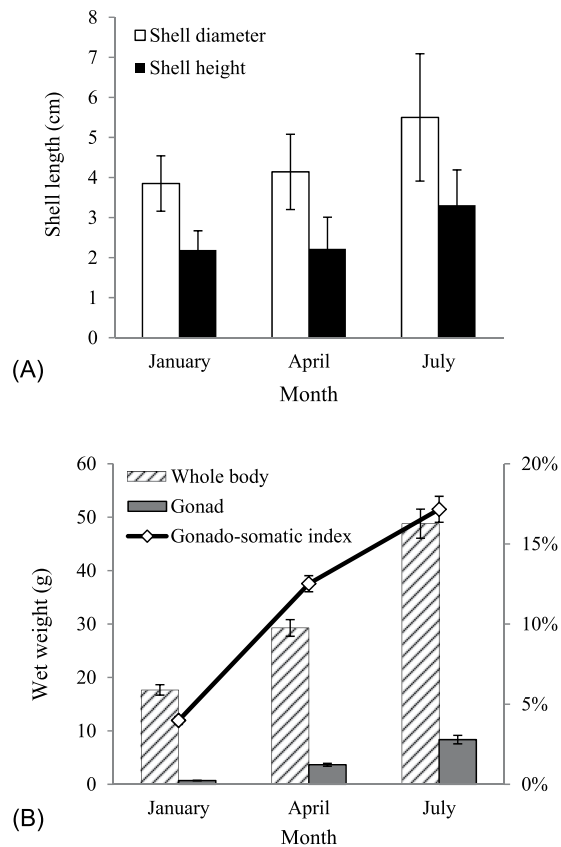 8
7
6
5
4
3
2
1
0
Shell length (cm)
Shell diameter
Shell height
January April July
Month
(A)
60
50
40
30
20
10
0
Wet weight (g)
Whole body
Gonad
Gonado-somatic index
20%
15%
10%
5%
0%
January April July
Month
(B)